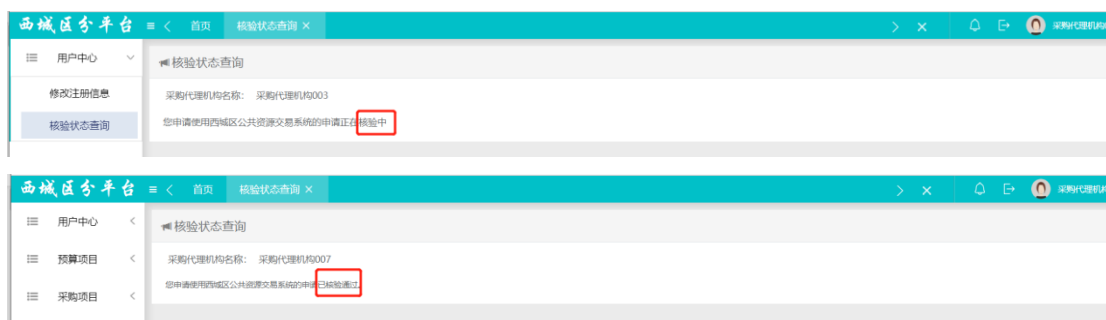 西城区分平台 首页 核验状态查询 ×
用户中心
修改注册信息
核验状态查询
核验状态查询
采购代理机构名称: 采购代理机构003
您申请使用西城区公共资源交易系统的申请正在核验中
西城区分平台 首页 核验状态查询 ×
采购代理机构
用户中心
预算项目
采购项目
核验状态查询
采购代理机构名称: 采购代理机构007
您申请使用西城区公共资源交易系统的申请已核验通过。